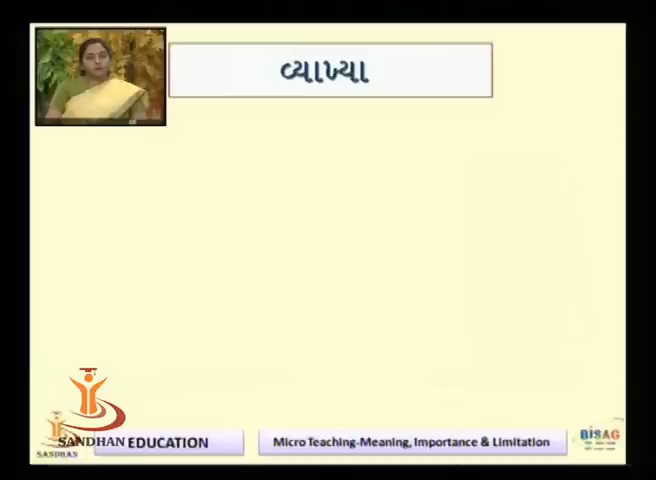 વ્યાખ્યા
SANDHAN
EDUCATION
Micro Teaching-Meaning, Importance & Limitation
BISAG
SANDHAN